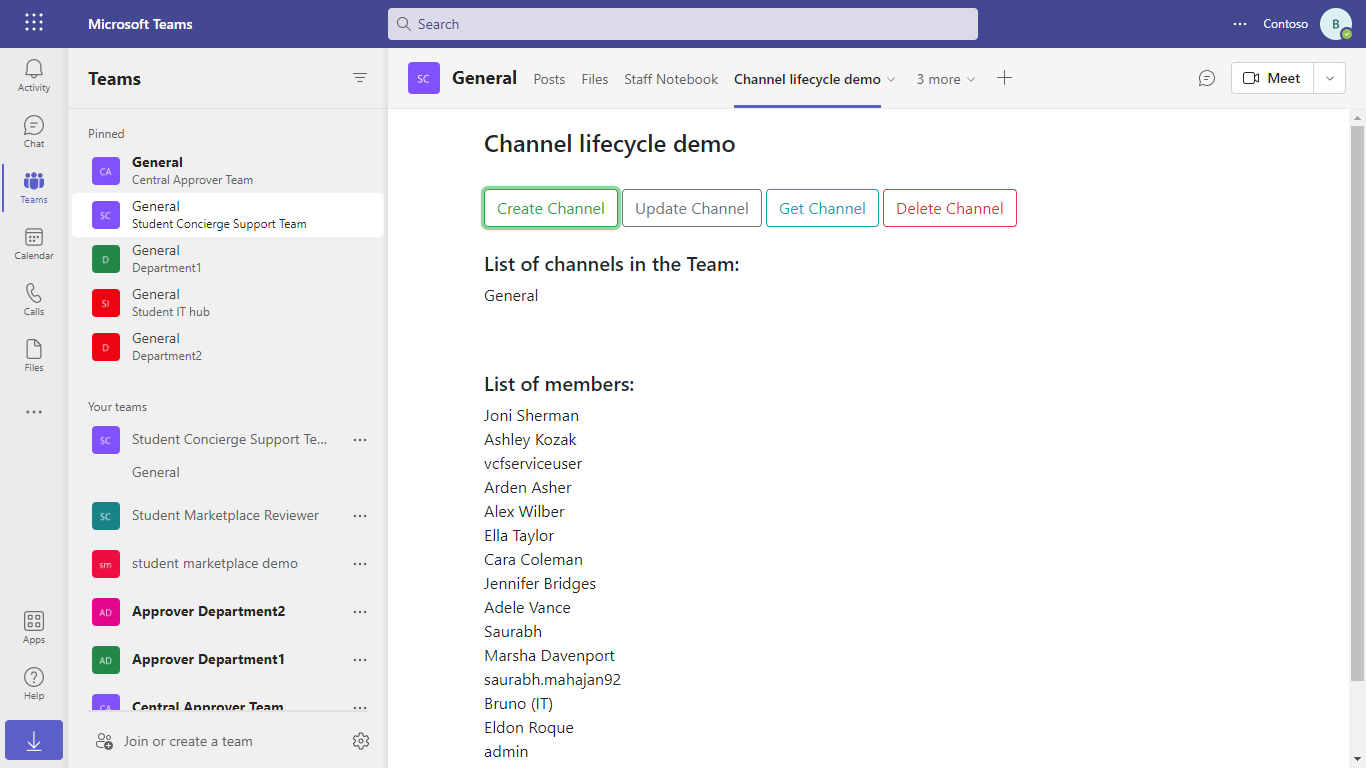 Microsoft Teams
Search
Contoso
B
Activity
Chat
Teams
Calendar
Calls
Files
Apps
Help
Teams
Pinned
CA
General
Central Approver Team
SC
General
Student Concierge Support Team
D
General
Department1
SI
General
Student IT hub
D
General
Department2
Your teams
SC
Student Concierge Support Te...
General
SC
Student Marketplace Reviewer
sm
student marketplace demo
AD
Approver Department2
AD
Approver Department1
CA
Central Approver Team
Join or create a team
SC
General
Posts
Files
Staff Notebook
Channel lifecycle demo
3 more
Meet
Channel lifecycle demo
Create Channel
Update Channel
Get Channel
Delete Channel
List of channels in the Team:
General
List of members:
Joni Sherman
Ashley Kozak
vcfserviceuser
Arden Asher
Alex Wilber
Ella Taylor
Cara Coleman
Jennifer Bridges
Adele Vance
Saurabh
Marsha Davenport
saurabh.mahajan92
Bruno (IT)
Eldon Roque
admin